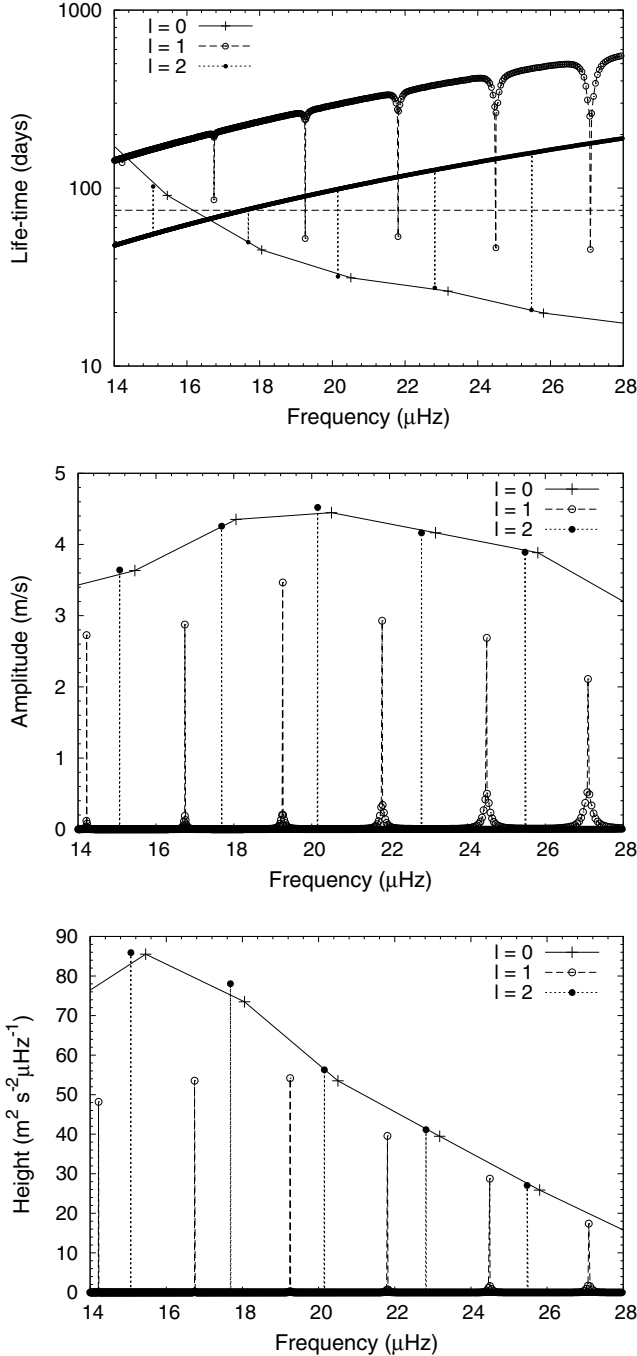 1000
100
10
Life-time (days)
l = 0
l = 1
l = 2
14 16 18 20 22 24 26 28
Frequency (μHz)
5
4
3
2
1
0
Amplitude (m/s)
l = 0
l = 1
l = 2
14 16 18 20 22 24 26 28
Frequency (μHz)
90
80
70
60
50
40
30
20
10
0
Height (m² s⁻²μHz⁻¹)
l = 0
l = 1
l = 2
14 16 18 20 22 24 26 28
Frequency (μHz)